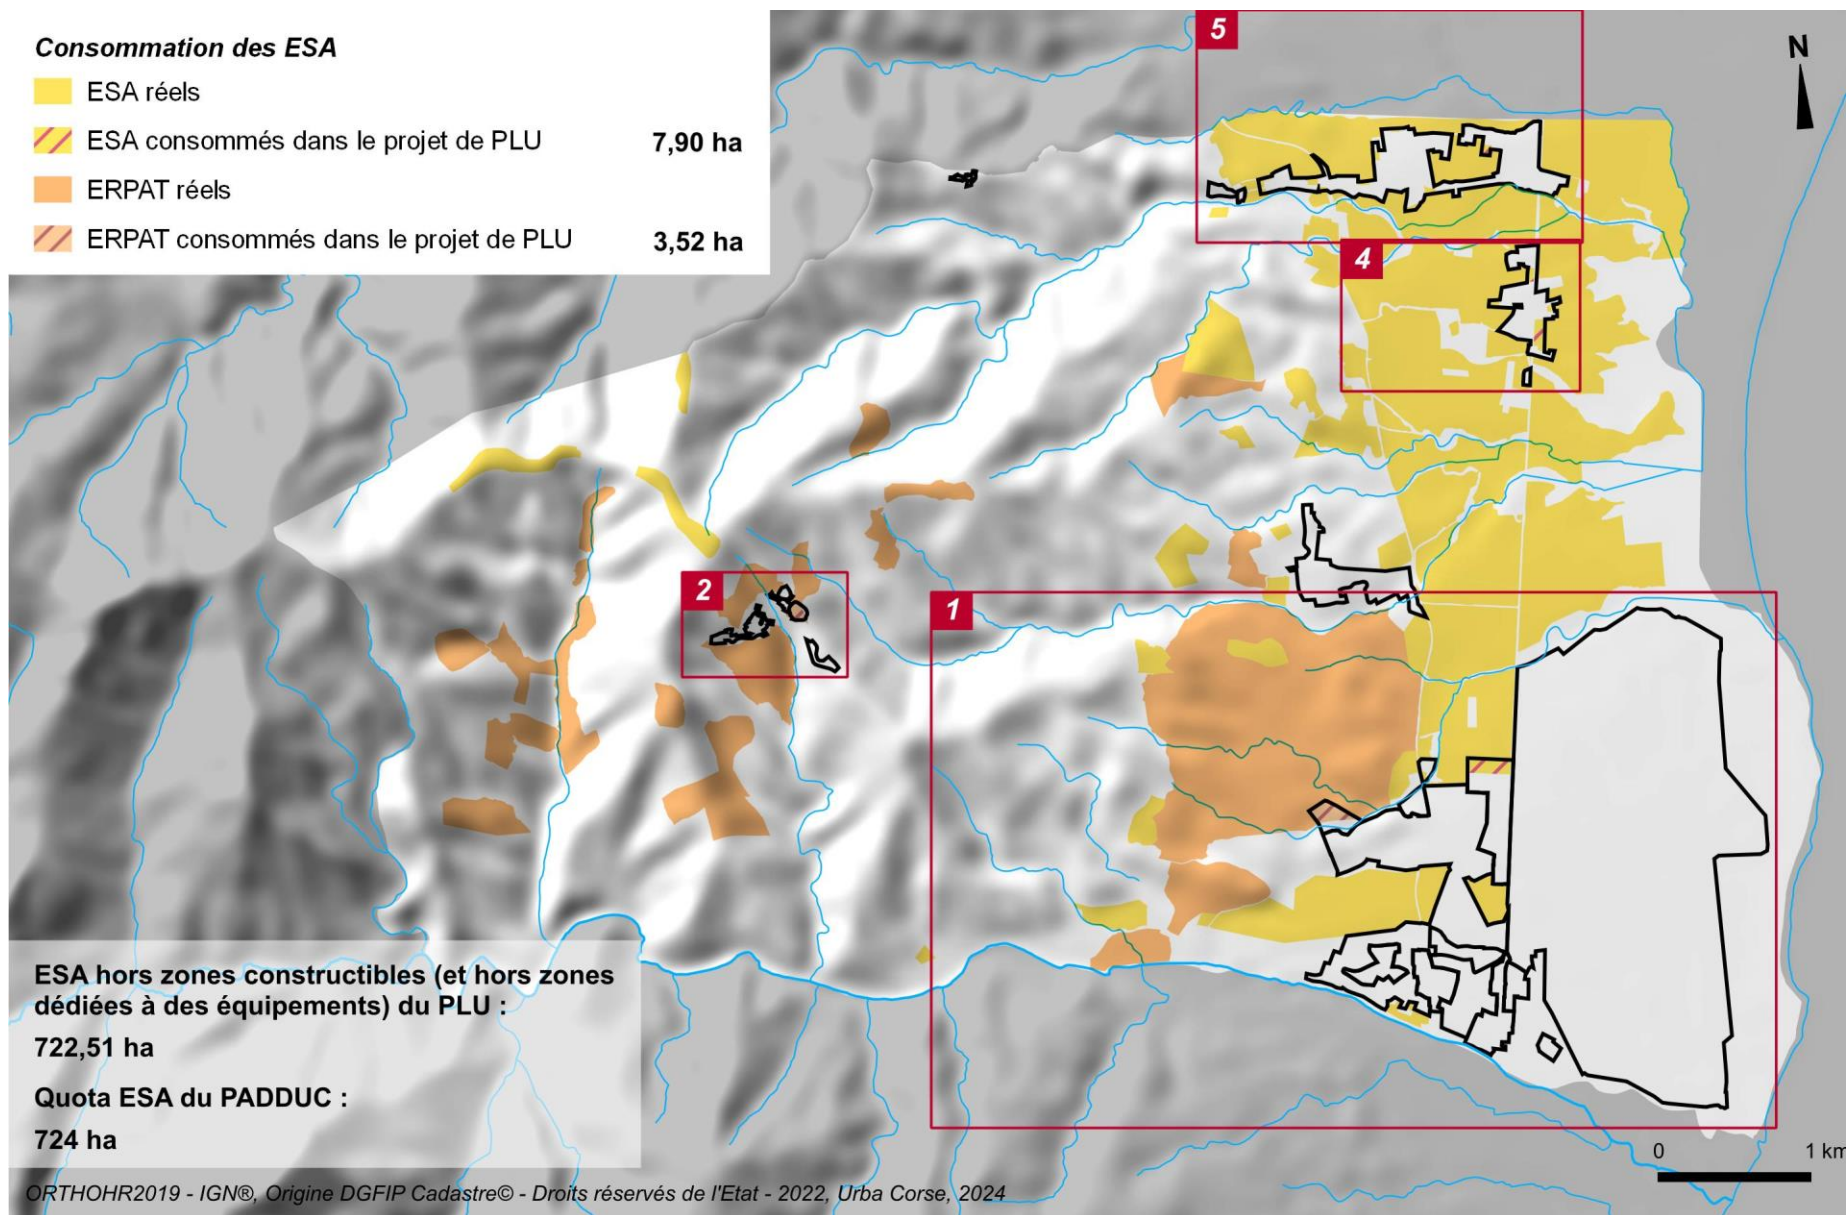 Consommation des ESA
ESA réels
ESA consommés dans le projet de PLU 7,90 ha
ERPAT réels
ERPAT consommés dans le projet de PLU 3,52 ha
5
N
4
2
1
ESA hors zones constructibles (et hors zones
dédiées à des équipements) du PLU :
722,51 ha
Quota ESA du PADDUC :
724 ha
0 1 km
ORTHOHR2019 - IGN®, Origine DGFIP Cadastre© - Droits réservés de l'Etat - 2022, Urba Corse, 2024